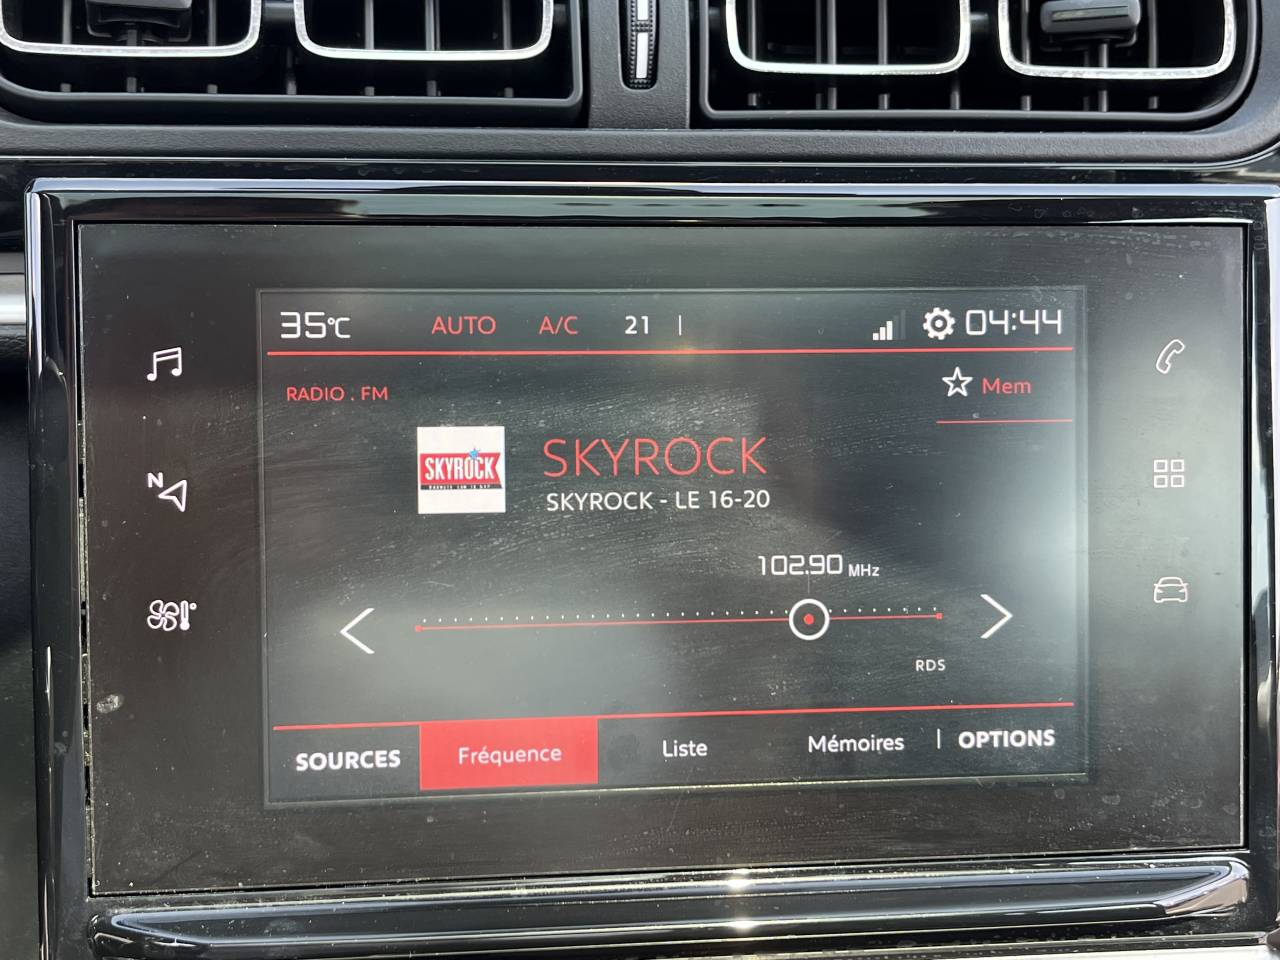 35°C AUTO A/C 21 04:44
RADIO . FM
Mem
SKYROCK
SKYROCK
SKYROCK - LE 16-20
102.90 MHz
N
RDS
SOURCES Fréquence Liste Mémoires OPTIONS